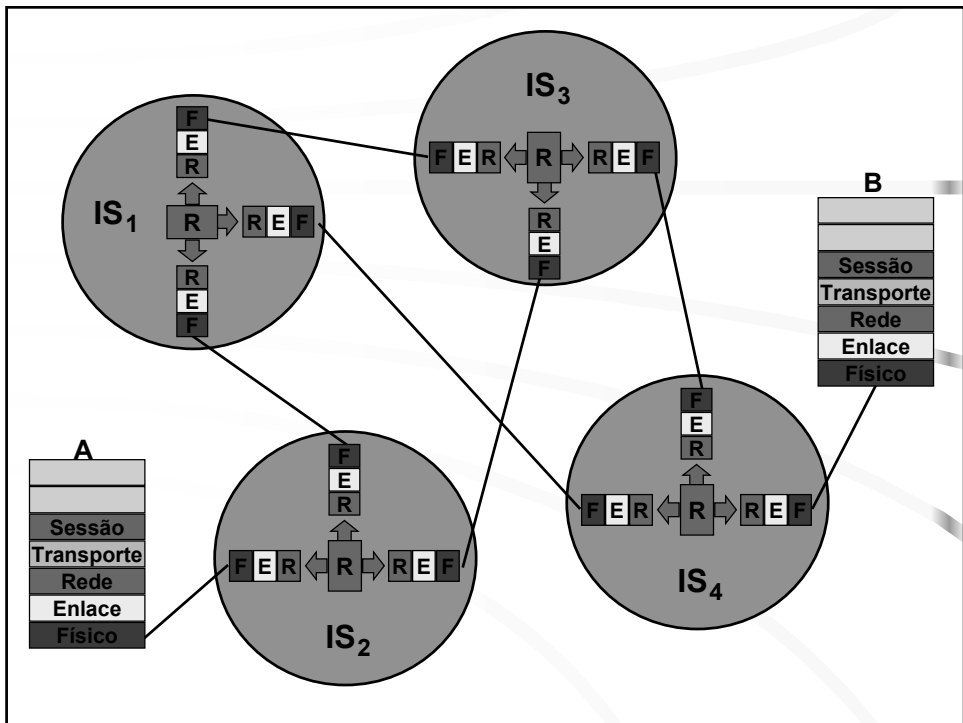 IS1
F
E
R
R
R E F
R
E
F
IS3
F E R
R
R E F
R
E
F
B
Sessão
Transporte
Rede
Enlace
Físico
A
Sessão
Transporte
Rede
Enlace
Físico
F
E
R
F E R
R
R E F
IS2
F
E
R
F E R
R
R E F
IS4